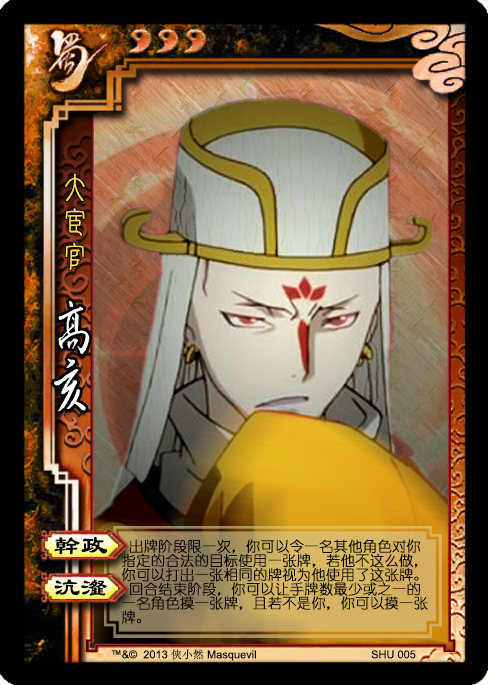 蜀
大宦官
高亥
幹政
沆瀣
出牌阶段限一次，你可以令一名其他角色对你
指定的合法的目标使用一张牌，若他不这么做，
你可以打出一张相同的牌视为他使用了这张牌。
回合结束阶段，你可以让手牌数最少或之一的
一名角色摸一张牌，且若不是你，你可以摸一张
牌。
™&© 2013 侠小然 Masquevil
SHU 005